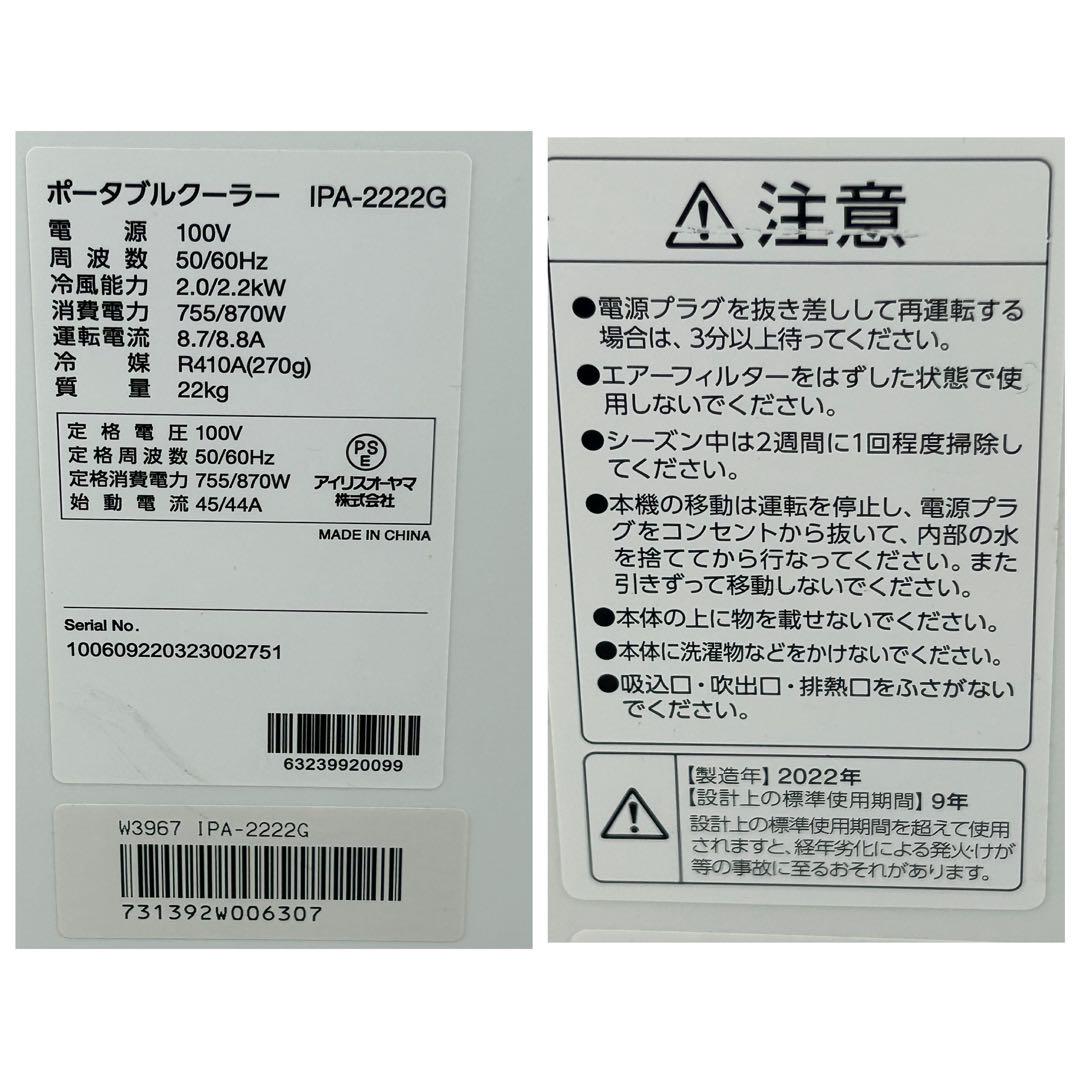 ポータブルクーラー IPA-2222G
電源 100V
周波数 50/60Hz
冷風能力 2.0/2.2kW
消費電力 755/870W
運転電流 8.7/8.8A
冷媒 R410A(270g)
質量 22kg
定格電圧 100V
定格周波数 50/60Hz
定格消費電力 755/870W
始動電流 45/44A
PS
E
アイリスオーヤマ
株式会社
MADE IN CHINA
Serial No.
100609220323002751
63239920099
W3967 IPA-2222G
731392W006307
注意
●電源プラグを抜き差しして再運転する
場合は、3分以上待ってください。
●エアーフィルターをはずした状態で使
用しないでください。
●シーズン中は2週間に1回程度掃除し
てください。
●本機の移動は運転を停止し、電源プラ
グをコンセントから抜いて、内部の水
を捨ててから行なってください。また
引きずって移動しないでください。
●本体の上に物を載せないでください。
●本体に洗濯物などをかけないでください。
●吸込口・吹出口・排熱口をふさがない
でください。
【製造年】2022年
【設計上の標準使用期間】9年
設計上の標準使用期間を超えて使用
されますと、経年劣化による発火・けが
等の事故に至るおそれがあります。